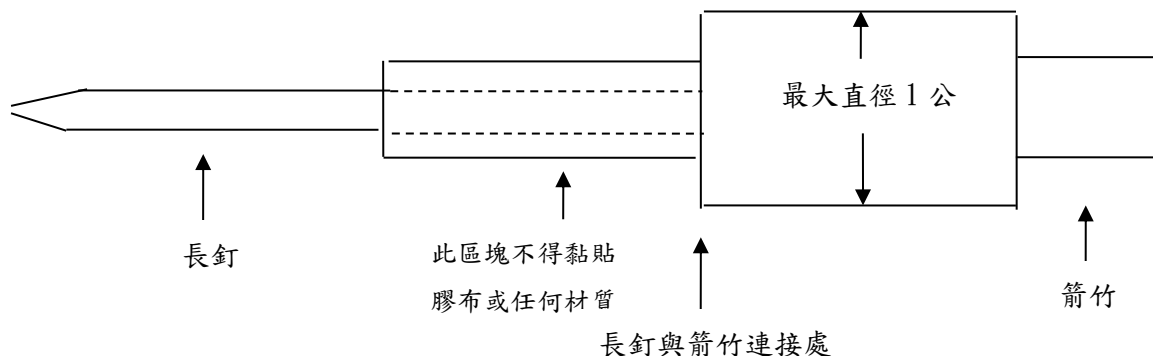 最大直徑 1 公
長釘
此區塊不得黏貼
膠布或任何材質
箭竹
長釘與箭竹連接處